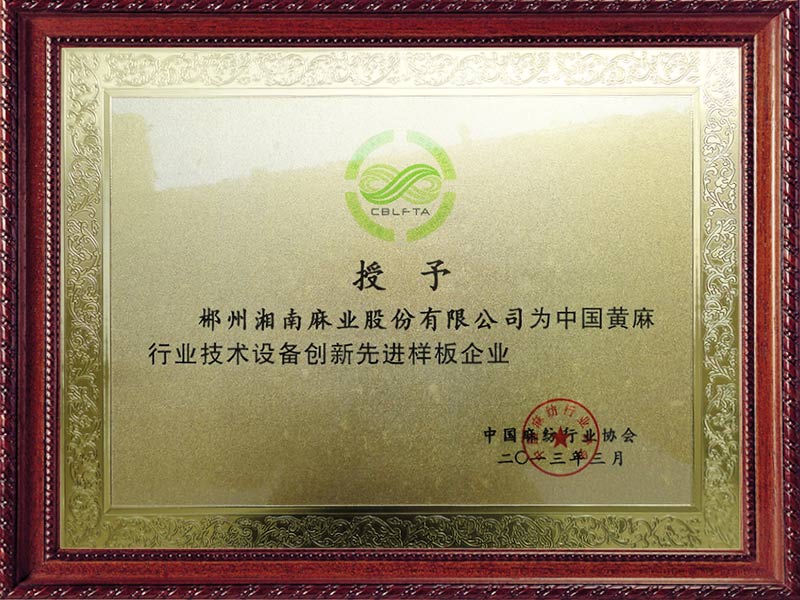 CBLFTA
授予
郴州湘南麻业股份有限公司为中国黄麻
行业技术设备创新先进样板企业
中国麻纺行业协会
二〇一三年三月